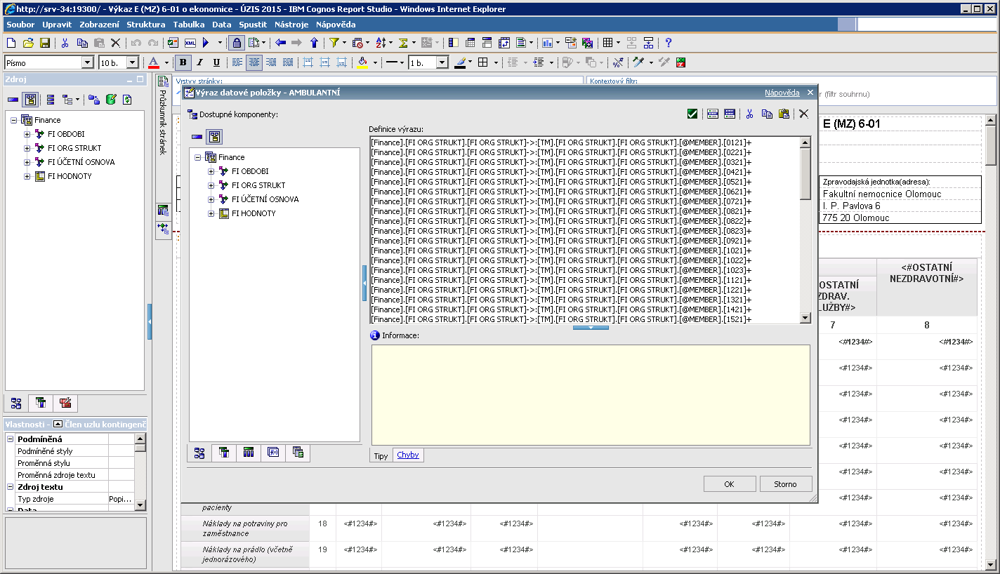 http://srv-34:19300/ - Výkaz E (MZ) 6-01 o ekonomice - ÚZIS 2015 - IBM Cognos Report Studio - Windows Internet Explorer
Soubor Upravit Zobrazení Struktura Tabulka Data Spustit Nástroje Nápověda
Písmo 10 b. A B I U 1 b.
Zdroj
Finance
FI OBDOBI
FI ORG STRUKT
FI ÚČETNÍ OSNOVA
FI HODNOTY
Průzkumník stránek
Vrstvy stránky:
Kontextový filtr:
(filtr souhrnu)
Výraz datové položky - AMBULANTNÍ
Nápověda
Dostupné komponenty:
Finance
FI OBDOBI
FI ORG STRUKT
FI ÚČETNÍ OSNOVA
FI HODNOTY
Definice výrazu:
[Finance].[FI ORG STRUKT].[FI ORG STRUKT]->:[TM].[FI ORG STRUKT].[FI ORG STRUKT].[@MEMBER].[0121]+
[Finance].[FI ORG STRUKT].[FI ORG STRUKT]->:[TM].[FI ORG STRUKT].[FI ORG STRUKT].[@MEMBER].[0221]+
[Finance].[FI ORG STRUKT].[FI ORG STRUKT]->:[TM].[FI ORG STRUKT].[FI ORG STRUKT].[@MEMBER].[0321]+
[Finance].[FI ORG STRUKT].[FI ORG STRUKT]->:[TM].[FI ORG STRUKT].[FI ORG STRUKT].[@MEMBER].[0421]+
[Finance].[FI ORG STRUKT].[FI ORG STRUKT]->:[TM].[FI ORG STRUKT].[FI ORG STRUKT].[@MEMBER].[0521]+
[Finance].[FI ORG STRUKT].[FI ORG STRUKT]->:[TM].[FI ORG STRUKT].[FI ORG STRUKT].[@MEMBER].[0621]+
[Finance].[FI ORG STRUKT].[FI ORG STRUKT]->:[TM].[FI ORG STRUKT].[FI ORG STRUKT].[@MEMBER].[0721]+
[Finance].[FI ORG STRUKT].[FI ORG STRUKT]->:[TM].[FI ORG STRUKT].[FI ORG STRUKT].[@MEMBER].[0821]+
[Finance].[FI ORG STRUKT].[FI ORG STRUKT]->:[TM].[FI ORG STRUKT].[FI ORG STRUKT].[@MEMBER].[0822]+
[Finance].[FI ORG STRUKT].[FI ORG STRUKT]->:[TM].[FI ORG STRUKT].[FI ORG STRUKT].[@MEMBER].[0823]+
[Finance].[FI ORG STRUKT].[FI ORG STRUKT]->:[TM].[FI ORG STRUKT].[FI ORG STRUKT].[@MEMBER].[0921]+
[Finance].[FI ORG STRUKT].[FI ORG STRUKT]->:[TM].[FI ORG STRUKT].[FI ORG STRUKT].[@MEMBER].[1021]+
[Finance].[FI ORG STRUKT].[FI ORG STRUKT]->:[TM].[FI ORG STRUKT].[FI ORG STRUKT].[@MEMBER].[1022]+
[Finance].[FI ORG STRUKT].[FI ORG STRUKT]->:[TM].[FI ORG STRUKT].[FI ORG STRUKT].[@MEMBER].[1023]+
[Finance].[FI ORG STRUKT].[FI ORG STRUKT]->:[TM].[FI ORG STRUKT].[FI ORG STRUKT].[@MEMBER].[1121]+
[Finance].[FI ORG STRUKT].[FI ORG STRUKT]->:[TM].[FI ORG STRUKT].[FI ORG STRUKT].[@MEMBER].[1221]+
[Finance].[FI ORG STRUKT].[FI ORG STRUKT]->:[TM].[FI ORG STRUKT].[FI ORG STRUKT].[@MEMBER].[1321]+
[Finance].[FI ORG STRUKT].[FI ORG STRUKT]->:[TM].[FI ORG STRUKT].[FI ORG STRUKT].[@MEMBER].[1421]+
[Finance].[FI ORG STRUKT].[FI ORG STRUKT]->:[TM].[FI ORG STRUKT].[FI ORG STRUKT].[@MEMBER].[1521]+
Informace:
Tipy Chyby
OK Storno
E (MZ) 6-01
Zpravodajská jednotka(adresa):
Fakultní nemocnice Olomouc
I. P. Pavlova 6
775 20 Olomouc
<#OSTATNÍ
NEZDRAVOTNÍ#>
OSTATNÍ
ZDRAV.
LUŽBY#>
7 8
<#1234#> <#1234#>
<#1234#> <#1234#>
<#1234#> <#1234#>
<#1234#> <#1234#>
<#1234#> <#1234#>
<#1234#> <#1234#>
<#1234#> <#1234#>
Vlastnosti - Člen uzlu kontingenč
Podmíněná
Podmíněné styly
Proměnná stylu
Proměnná zdroje textu
Zdroj textu
Typ zdroje Popi...
Data
pacienty
Náklady na potraviny pro
zaměstnance
18 <#1234#> <#1234#> <#1234#> <#1234#> <#1234#> <#1234#> <#1234#>
Náklady na prádlo (včetně
jednorázového)
19 <#1234#> <#1234#> <#1234#> <#1234#> <#1234#> <#1234#> <#1234#>